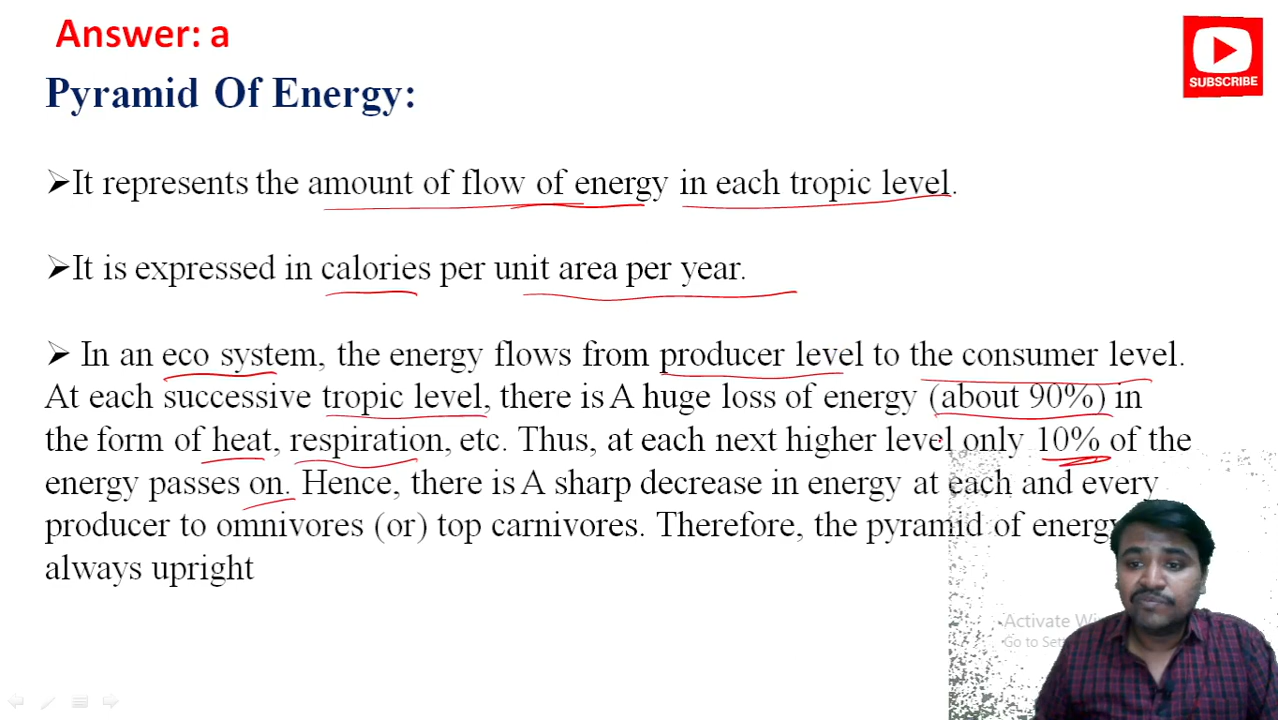 Answer: a
SUBSCRIBE
Pyramid Of Energy:
➢It represents the amount of flow of energy in each tropic level.
➢It is expressed in calories per unit area per year.
➢ In an eco system, the energy flows from producer level to the consumer level.
At each successive tropic level, there is A huge loss of energy (about 90%) in
the form of heat, respiration, etc. Thus, at each next higher level only 10% of the
energy passes on. Hence, there is A sharp decrease in energy at each and every
producer to omnivores (or) top carnivores. Therefore, the pyramid of energy
always upright
Activate
Go to